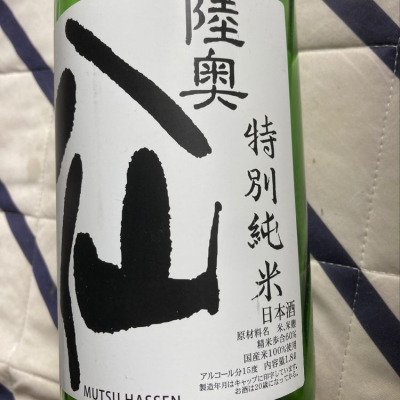 陸奥
八仙
特別純米
日本酒
原材料名 米、米麹
精米歩合60%
国産米100%使用
アルコール分15度 内容量1.8ℓ
製造年月はキャップに印字しています。
お酒は20歳になってから。
MUTSU HASSEN